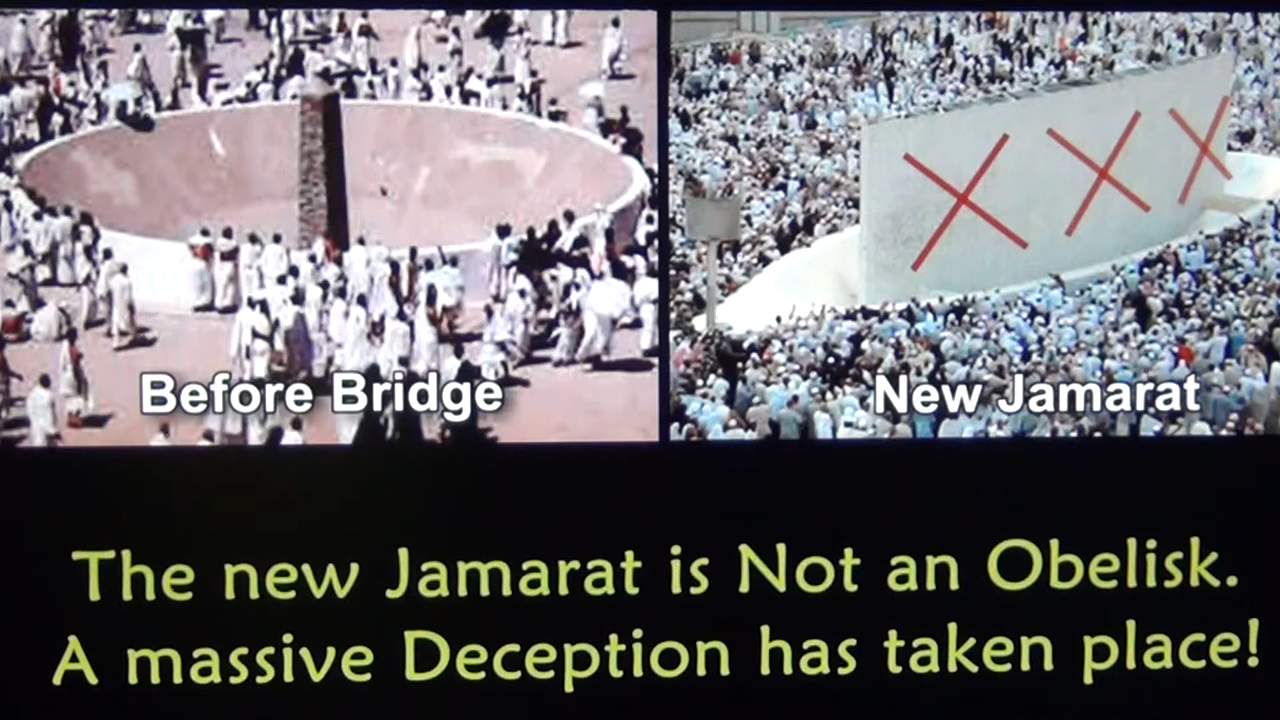 Before Bridge
New Jamarat
The new Jamarat is Not an Obelisk.
A massive Deception has taken place!